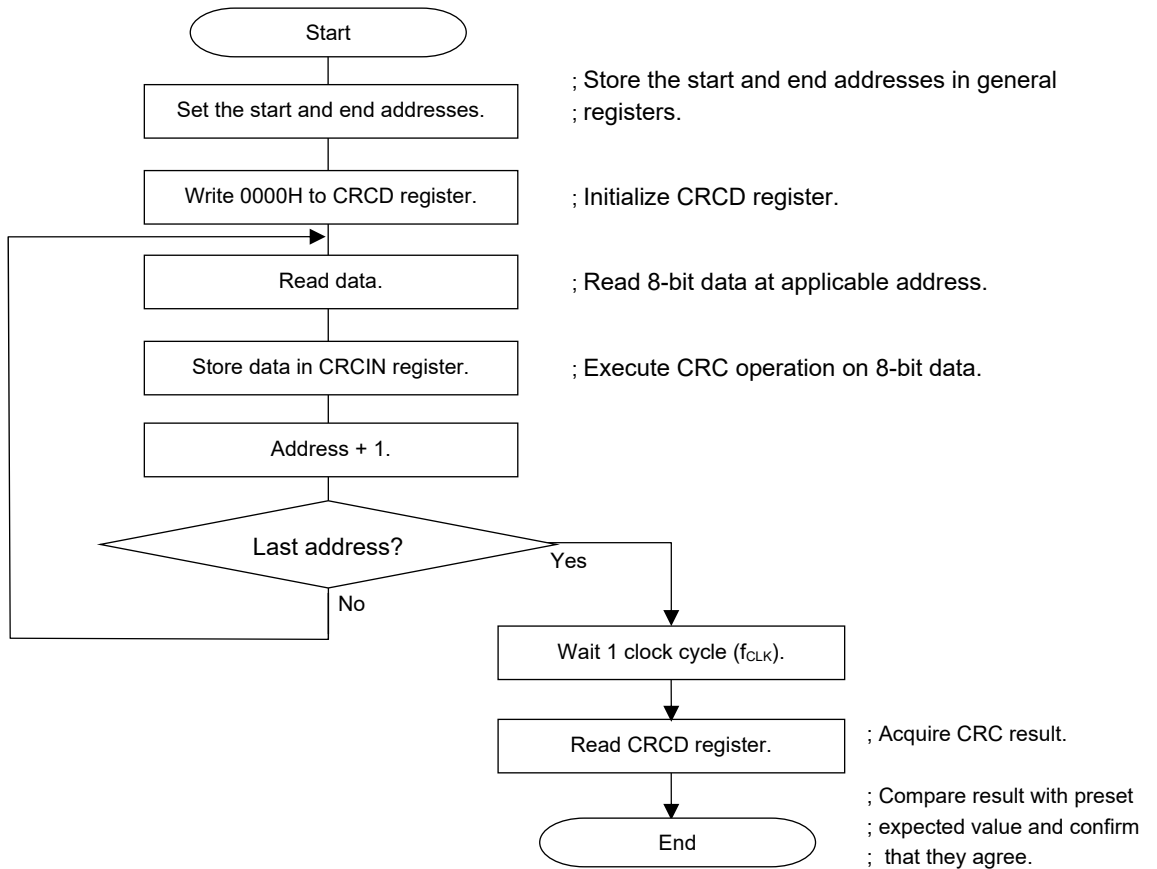 Start
Set the start and end addresses.
; Store the start and end addresses in general
; registers.
Write 0000H to CRCD register.
; Initialize CRCD register.
Read data.
; Read 8-bit data at applicable address.
Store data in CRCIN register.
; Execute CRC operation on 8-bit data.
Address + 1.
Last address?
Yes
No
Wait 1 clock cycle (fCLK).
Read CRCD register.
; Acquire CRC result.
End
; Compare result with preset
; expected value and confirm
; that they agree.